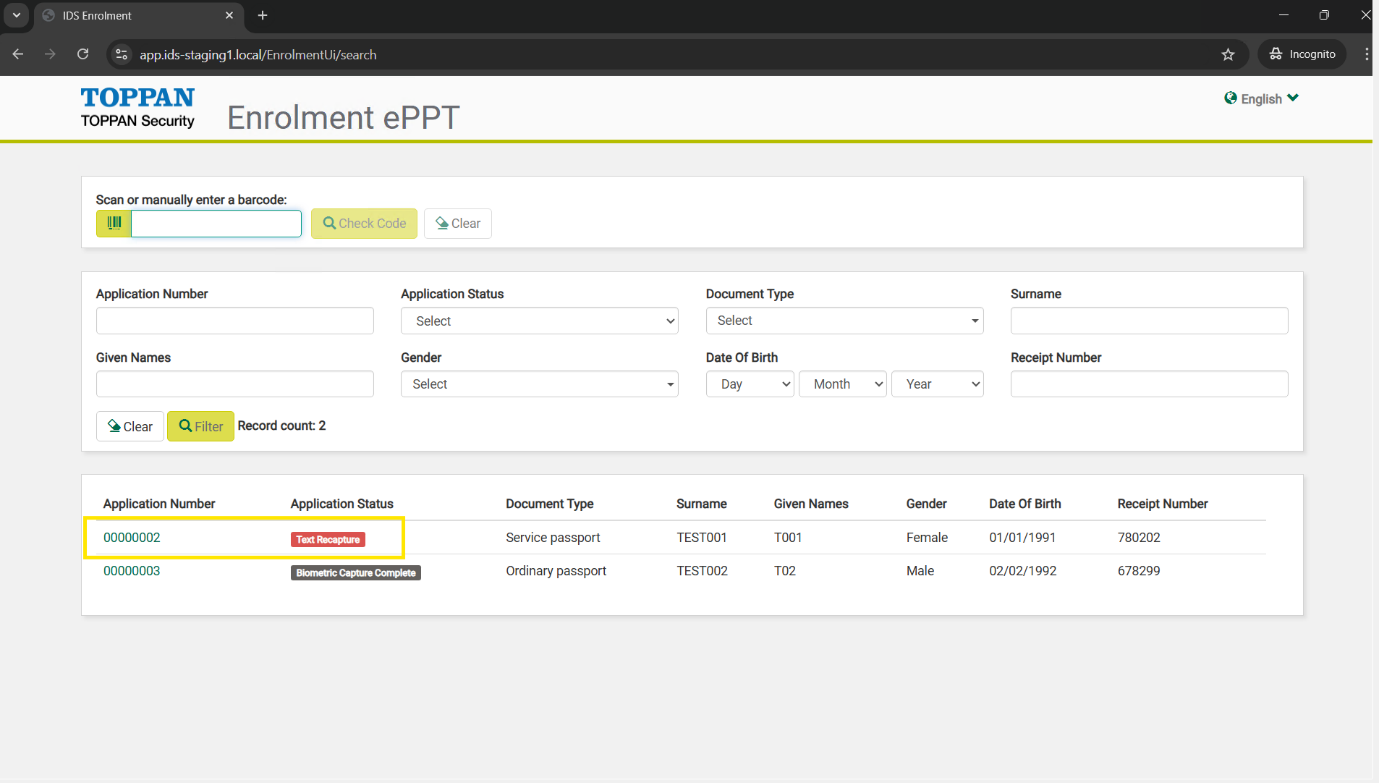 IDS Enrolment
app.ids-staging1.local/EnrolmentUi/search
Incognito
TOPPAN
TOPPAN Security
Enrolment ePPT
English
Scan or manually enter a barcode:
Check Code Clear
Application Number Application Status Document Type Surname
Select Select
Given Names Gender Date Of Birth Receipt Number
Select Day Month Year
Clear Filter Record count: 2
Application Number Application Status Document Type Surname Given Names Gender Date Of Birth Receipt Number
00000002 Text Recapture Service passport TEST001 T001 Female 01/01/1991 780202
00000003 Biometric Capture Complete Ordinary passport TEST002 T02 Male 02/02/1992 678299